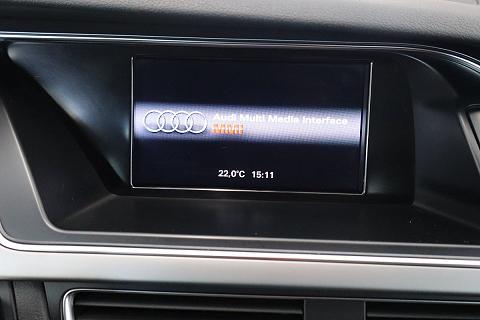 Audi Multi Media Interface
MMI
22,0°C 15:11